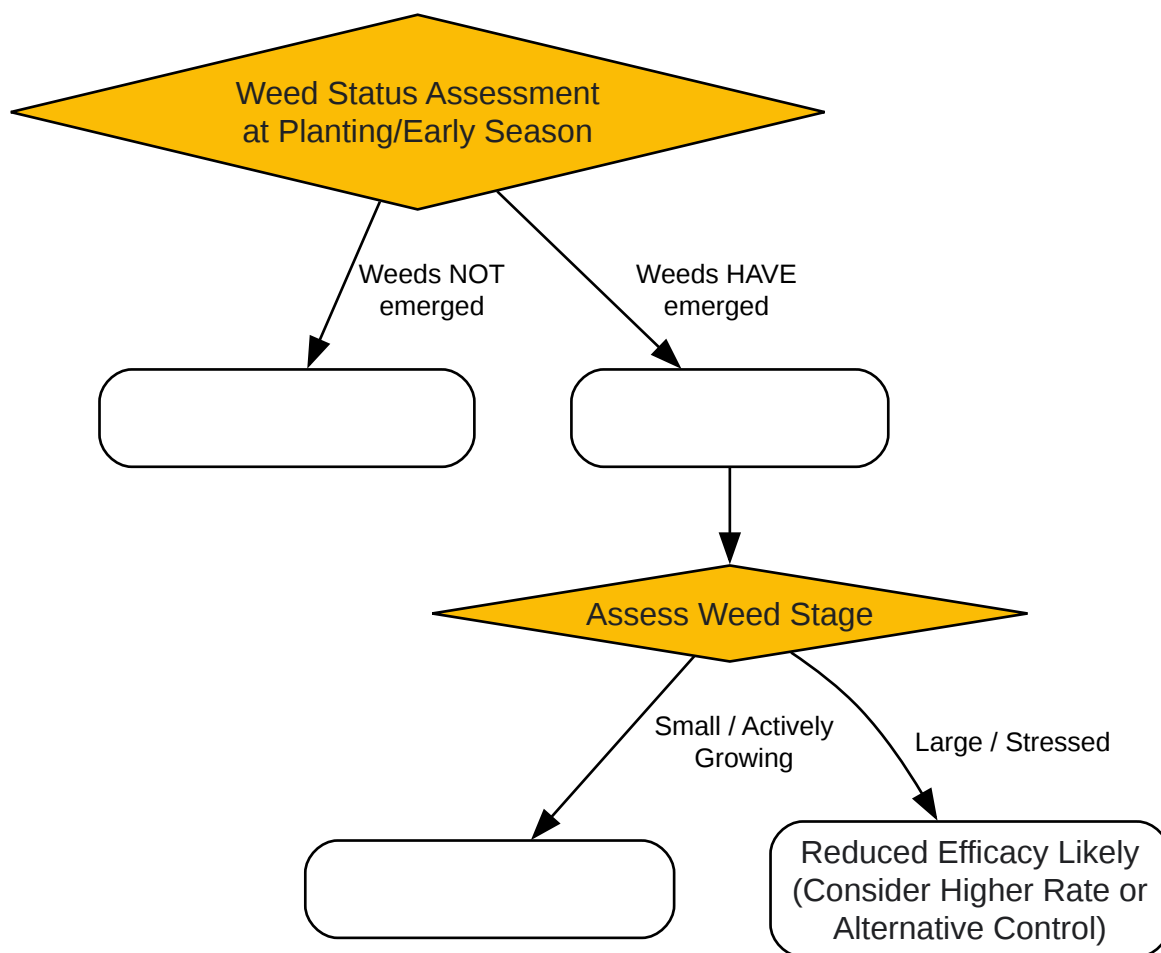 Weed Status Assessment
at Planting/Early Season
Weeds NOT
emerged
Weeds HAVE
emerged
Assess Weed Stage
Small / Actively
Growing
Large / Stressed
Reduced Efficacy Likely
(Consider Higher Rate or
Alternative Control)